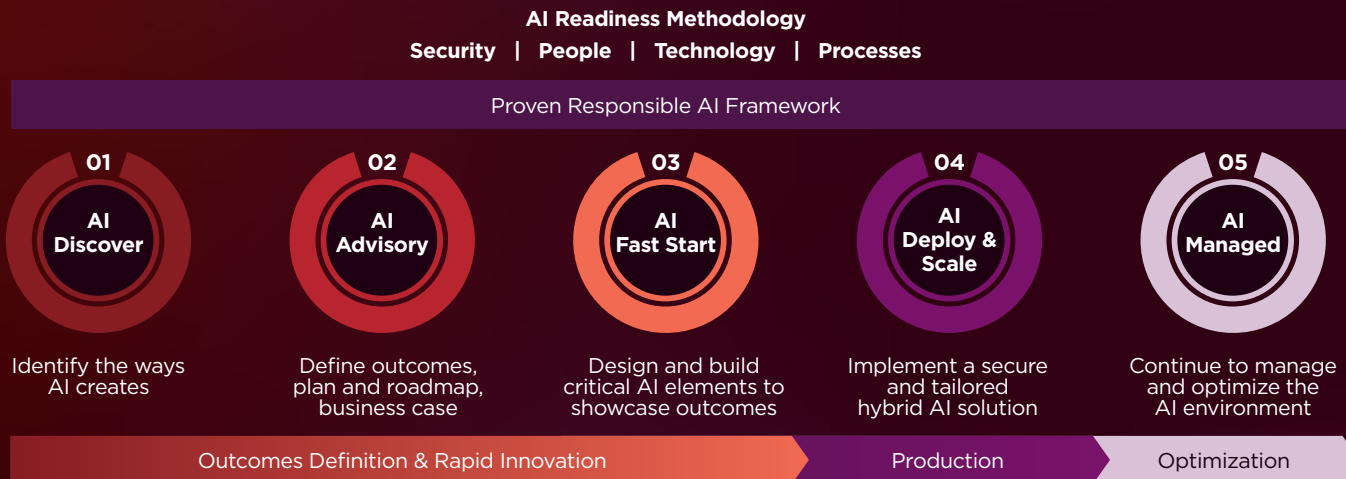 AI Readiness Methodology
Security | People | Technology | Processes
Proven Responsible AI Framework
01
AI
Discover
Identify the ways
AI creates
02
AI
Advisory
Define outcomes,
plan and roadmap,
business case
03
AI
Fast Start
Design and build
critical AI elements to
showcase outcomes
04
AI
Deploy &
Scale
Implement a secure
and tailored
hybrid AI solution
05
AI
Managed
Continue to manage
and optimize the
AI environment
Outcomes Definition & Rapid Innovation
Production
Optimization